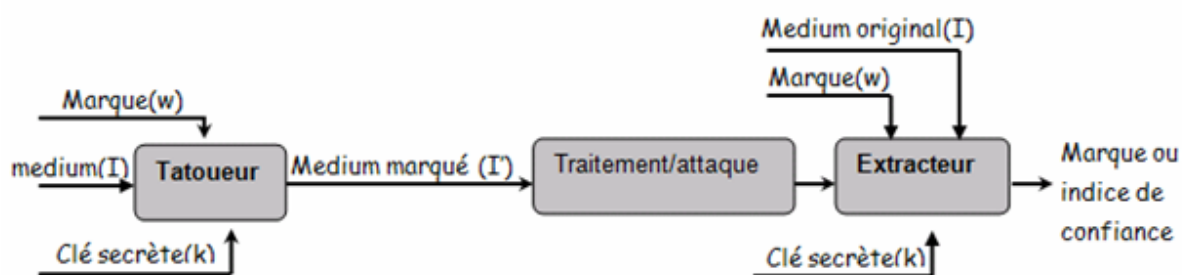 Medium original(I)
Marque(w)
Marque(w)
medium(I)
Tatoueur
Medium marqué (I')
Traitement/attaque
Extracteur
Marque ou
indice de
confiance
Clé secrète(k)
Clé secrète(k)